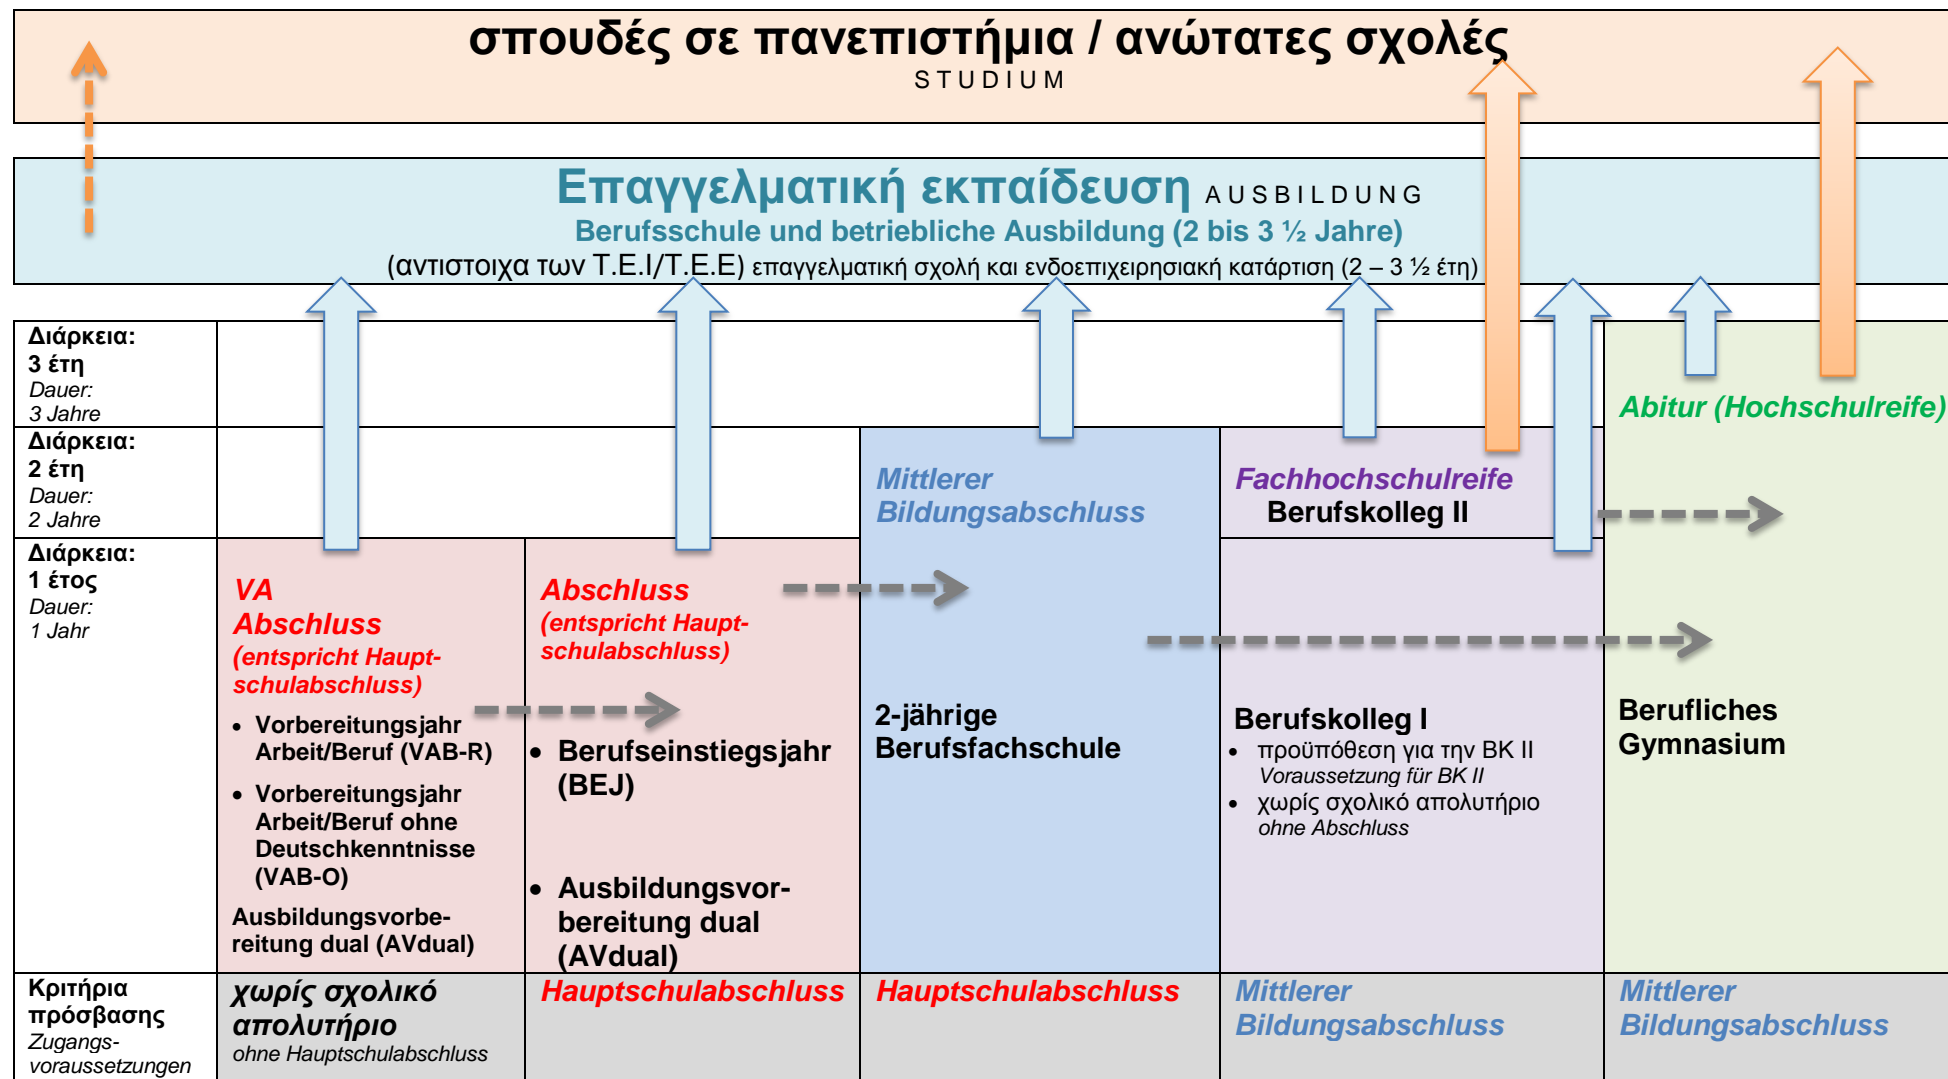 σπουδές σε πανεπιστήμια / ανώτατες σχολές
STUDIUM
Επαγγελματική εκπαίδευση AUSBILDUNG
Berufsschule und betriebliche Ausbildung (2 bis 3 ½ Jahre)
(αντιστοιχα των Τ.Ε.Ι/Τ.Ε.Ε) επαγγελματική σχολή και ενδοεπιχειρησιακή κατάρτιση (2 – 3 ½ έτη)
Διάρκεια:
3 έτη
Dauer:
3 Jahre
Abitur (Hochschulreife)
Διάρκεια:
2 έτη
Dauer:
2 Jahre
Mittlerer
Bildungsabschluss
Fachhochschulreife
Berufskolleg II
Διάρκεια:
1 έτος
Dauer:
1 Jahr
VA
Abschluss
(entspricht Haupt-
schulabschluss)
• Vorbereitungsjahr
Arbeit/Beruf (VAB-R)
• Vorbereitungsjahr
Arbeit/Beruf ohne
Deutschkenntnisse
(VAB-O)
Ausbildungsvorbe-
reitung dual (AVdual)
Abschluss
(entspricht Haupt-
schulabschluss)
• Berufseinstiegsjahr
(BEJ)
• Ausbildungsvor-
bereitung dual
(AVdual)
2-jährige
Berufsfachschule
Berufskolleg I
• προϋπόθεση για την BK II
Voraussetzung für BK II
• χωρίς σχολικό απολυτήριο
ohne Abschluss
Berufliches
Gymnasium
Κριτήρια
πρόσβασης
Zugangs-
voraussetzungen
χωρίς σχολικό
απολυτήριο
ohne Hauptschulabschluss
Hauptschulabschluss
Hauptschulabschluss
Mittlerer
Bildungsabschluss
Mittlerer
Bildungsabschluss